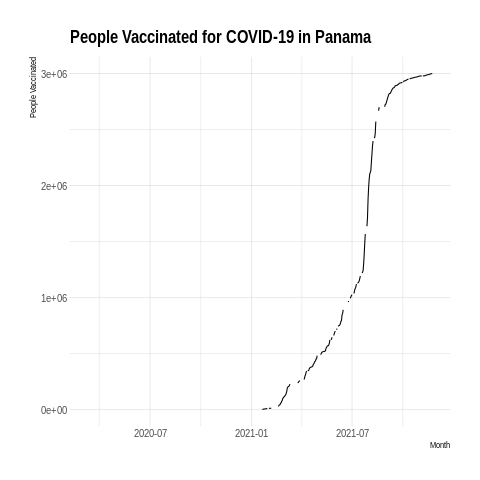 People Vaccinated for COVID-19 in Panama
People Vaccinated
3e+06
2e+06
1e+06
0e+00
2020-07 2021-01 2021-07
Month